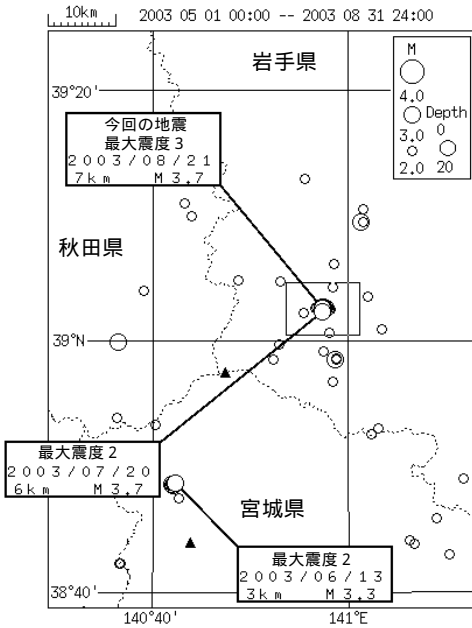 10km
2003 05 01 00:00 -- 2003 08 31 24:00
岩手県
M
4.0
Depth
3.0
0
2.0
20
39°20'
今回の地震
最大震度３
2003/08/21
7km M3.7
秋田県
39°N
最大震度２
2003/07/20
6km M3.7
宮城県
最大震度２
2003/06/13
3km M3.3
38°40'
140°40'
141°E